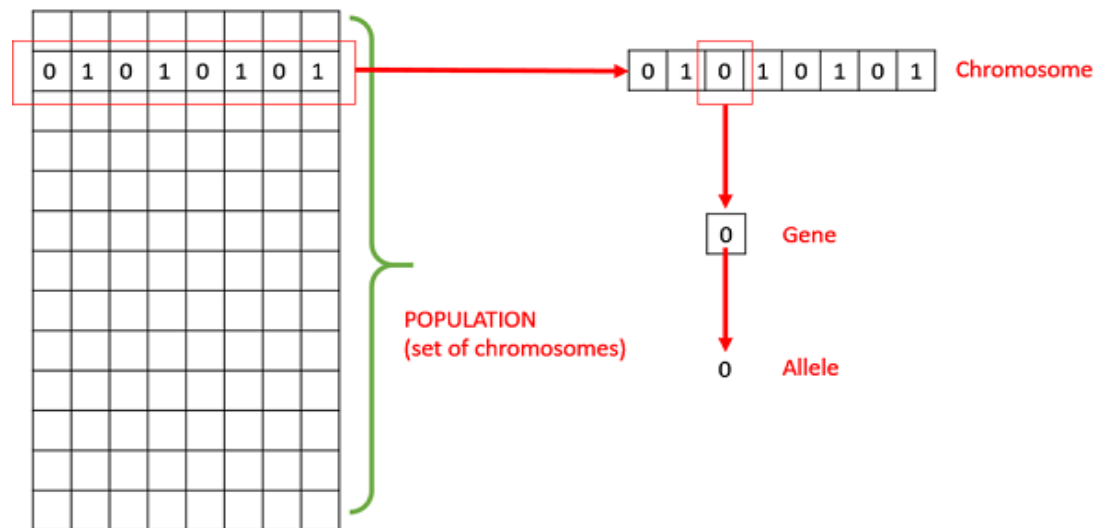 0 1 0 1 0 1 0 1
0 1 0 1 0 1 0 1 Chromosome
0 Gene
POPULATION
(set of chromosomes)
0 Allele